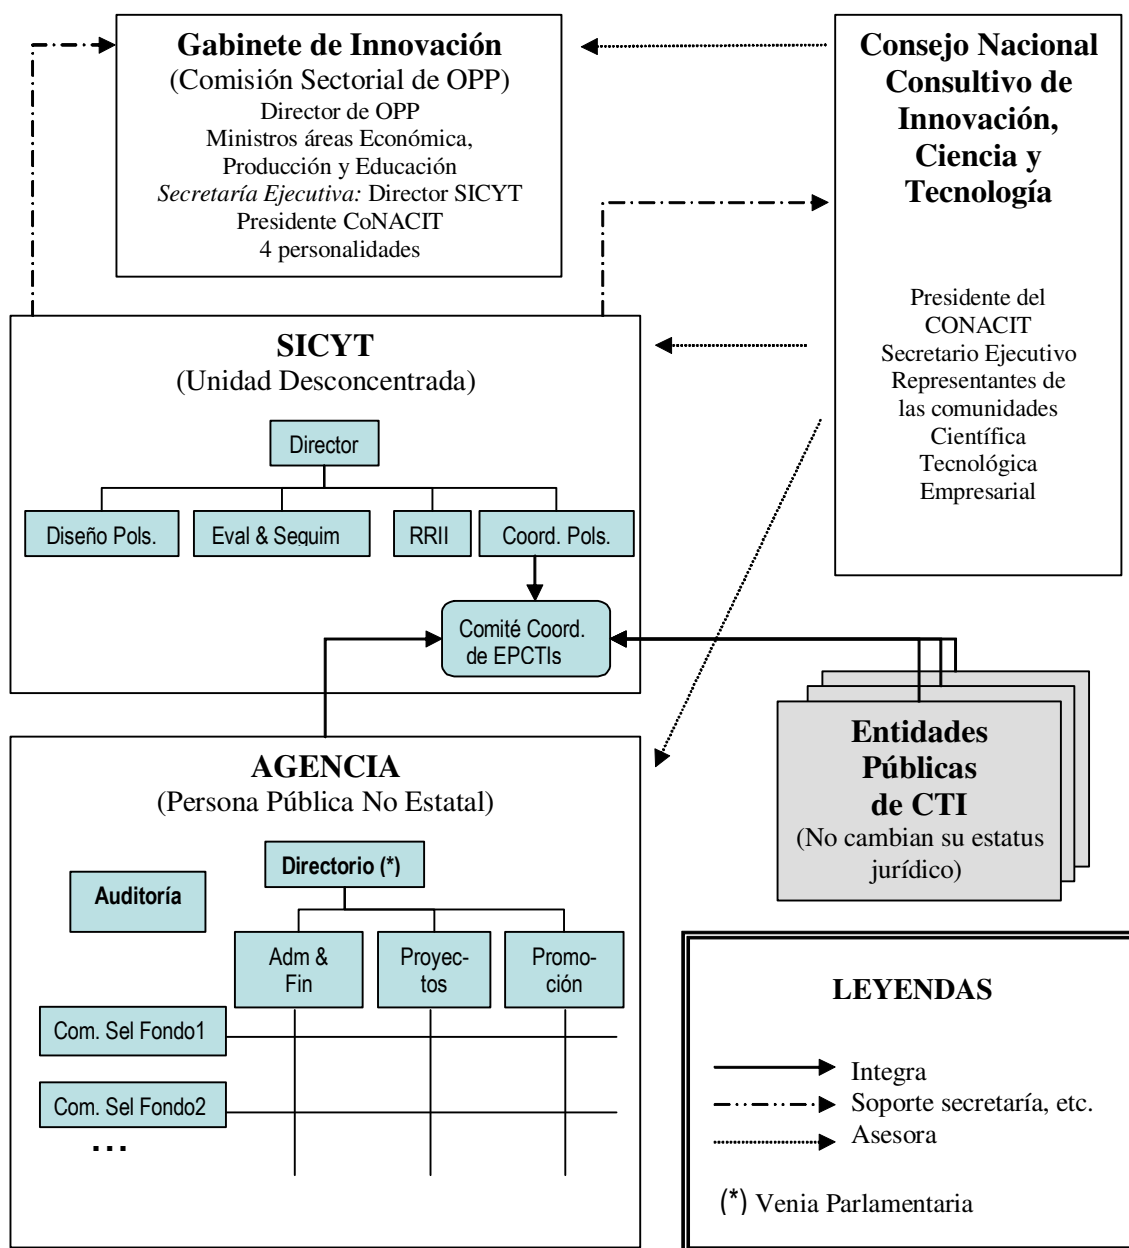 Gabinete de Innovación
(Comisión Sectorial de OPP)
Director de OPP
Ministros áreas Económica,
Producción y Educación
Secretaría Ejecutiva: Director SICYT
Presidente CoNACIT
4 personalidades
Consejo Nacional
Consultivo de
Innovación,
Ciencia y
Tecnología
Presidente del
CONACIT
Secretario Ejecutivo
Representantes de
las comunidades
Científica
Tecnológica
Empresarial
SICYT
(Unidad Desconcentrada)
Director
Diseño Pols.
Eval & Seguim
RRII
Coord. Pols.
Comité Coord.
de EPCTIs
Entidades
Públicas
de CTI
(No cambian su estatus
jurídico)
AGENCIA
(Persona Pública No Estatal)
Directorio (*)
Auditoría
Adm &
Fin
Proyec-
tos
Promo-
ción
Com. Sel Fondo1
Com. Sel Fondo2
...
LEYENDAS
Integra
Soporte secretaría, etc.
Asesora
(*) Venia Parlamentaria